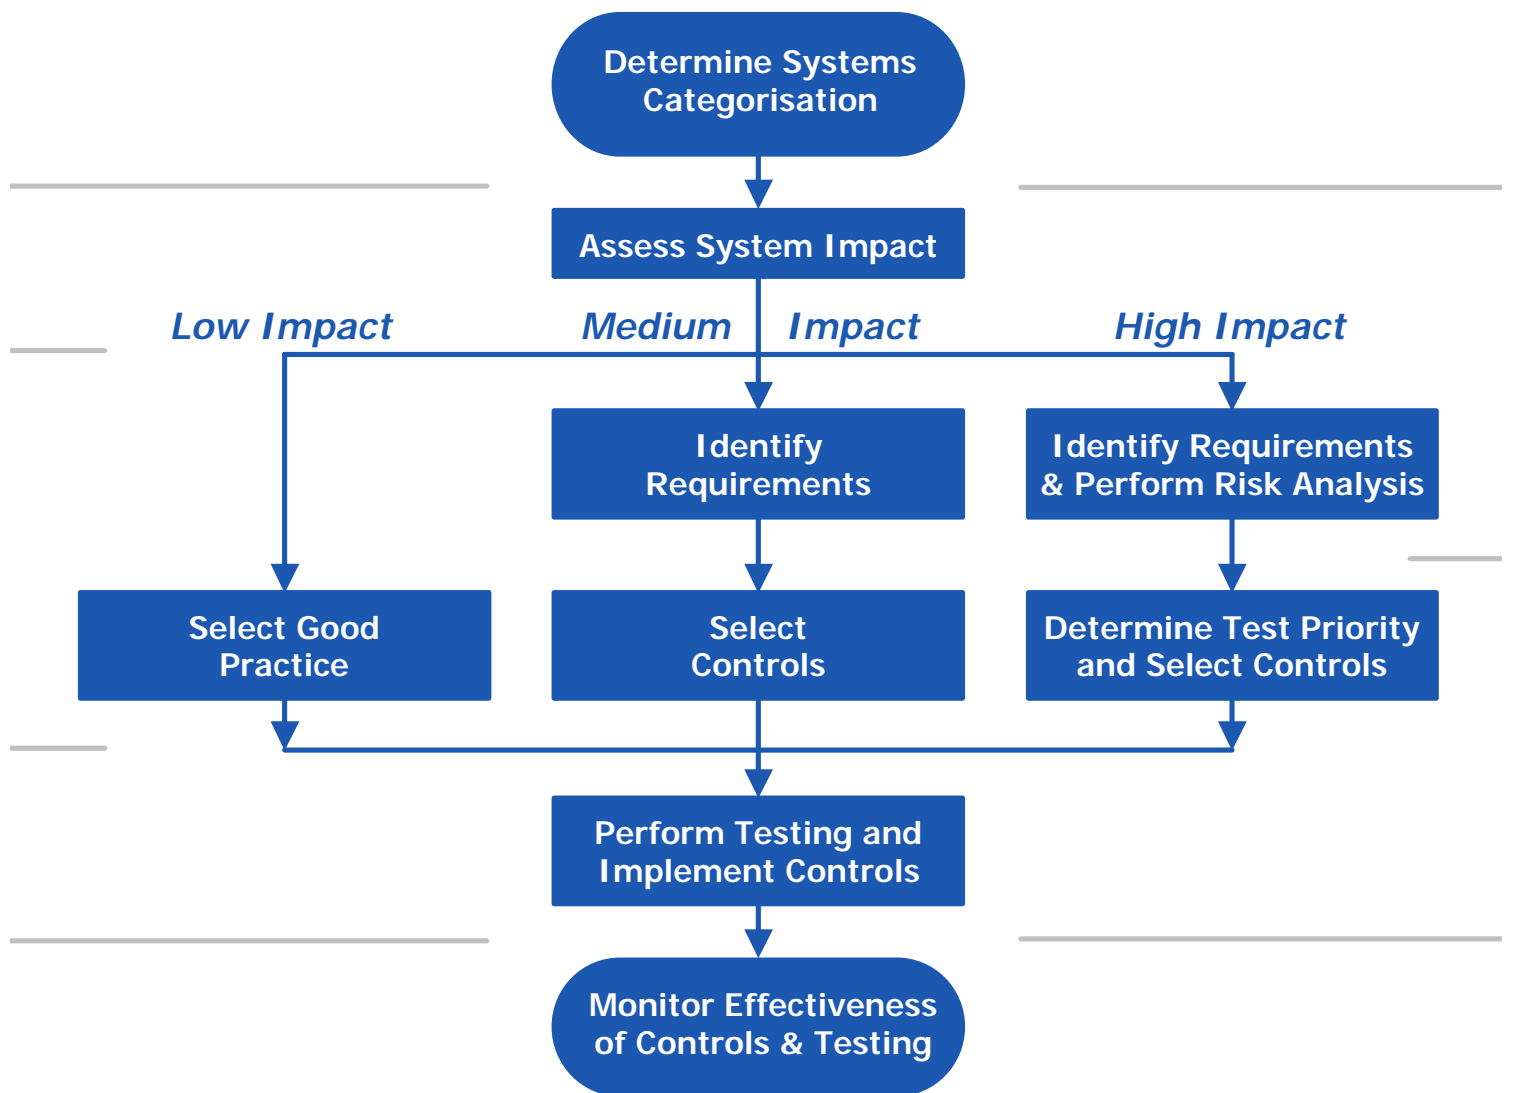 Determine Systems
Categorisation
Assess System Impact
Low Impact
Medium Impact
High Impact
Identify
Requirements
Identify Requirements
& Perform Risk Analysis
Select Good
Practice
Select
Controls
Determine Test Priority
and Select Controls
Perform Testing and
Implement Controls
Monitor Effectiveness
of Controls & Testing